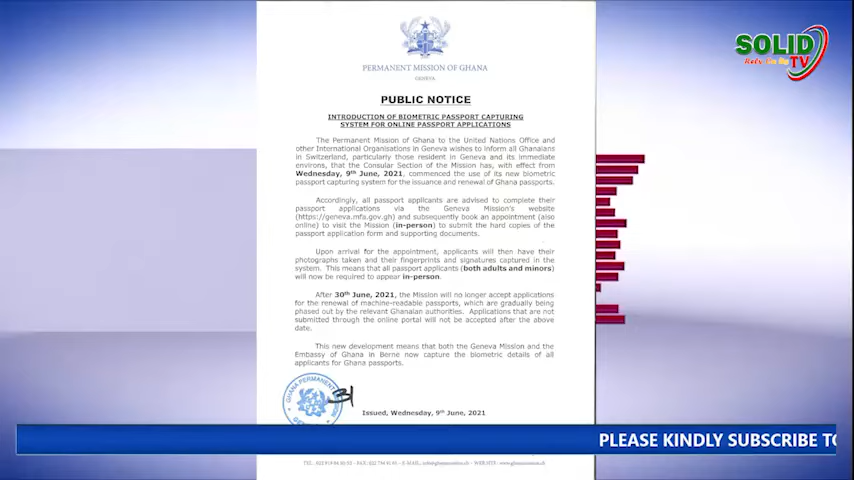 SOLID
TV
PERMANENT MISSION OF GHANA
GENEVA
PUBLIC NOTICE
INTRODUCTION OF BIOMETRIC PASSPORT CAPTURING
SYSTEM FOR ONLINE PASSPORT APPLICATIONS
The Permanent Mission of Ghana to the United Nations Office and
other International Organisations in Geneva wishes to inform all Ghanaians
in Switzerland, particularly those resident in Geneva and its immediate
environs, that the Consular Section of the Mission has, with effect from
Wednesday, 9th June, 2021, commenced the use of its new biometric
passport capturing system for the issuance and renewal of Ghana passports.
Accordingly, all passport applicants are advised to complete their
passport applications via the Geneva Mission's website
(https://geneva.mfa.gov.gh) and subsequently book an appointment (also
online) to visit the Mission (in-person) to submit the hard copies of the
passport application form and supporting documents.
Upon arrival for the appointment, applicants will then have their
photographs taken and their fingerprints and signatures captured in the
system. This means that all passport applicants (both adults and minors)
will now be required to appear in-person.
After 30th June, 2021, the Mission will no longer accept applications
for the renewal of machine-readable passports, which are gradually being
phased out by the relevant Ghanaian authorities. Applications that are not
submitted through the online portal will not be accepted after the above
date.
This new development means that both the Geneva Mission and the
Embassy of Ghana in Berne now capture the biometric details of all
applicants for Ghana passports.
GHANA PERMANENT
Issued, Wednesday, 9th June, 2021
PLEASE KINDLY SUBSCRIBE TO